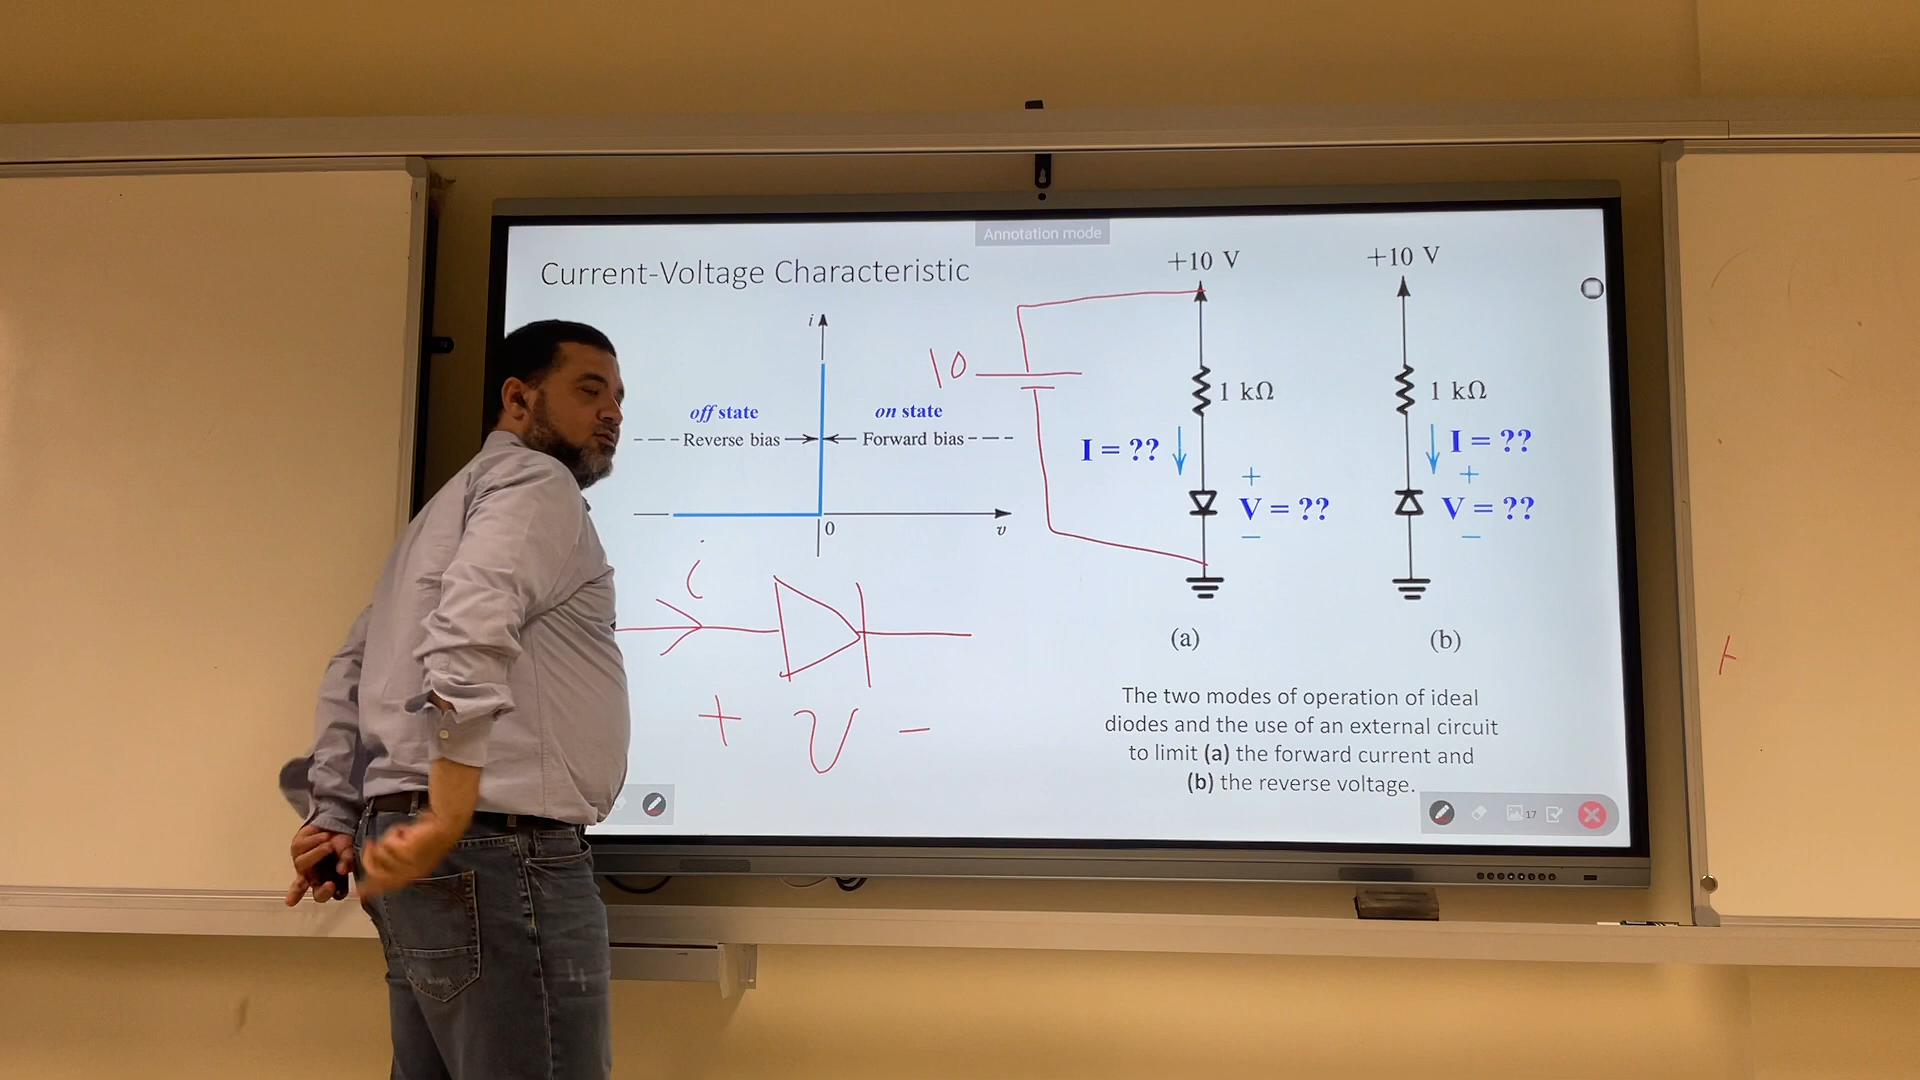 Annotation mode
Current-Voltage Characteristic
i
off state
Reverse bias
on state
Forward bias
0
v
i
+ V -
10
+10 V
1 kΩ
I = ??
+
V = ??
−
(a)
+10 V
1 kΩ
I = ??
+
V = ??
−
(b)
The two modes of operation of ideal
diodes and the use of an external circuit
to limit (a) the forward current and
(b) the reverse voltage.
17